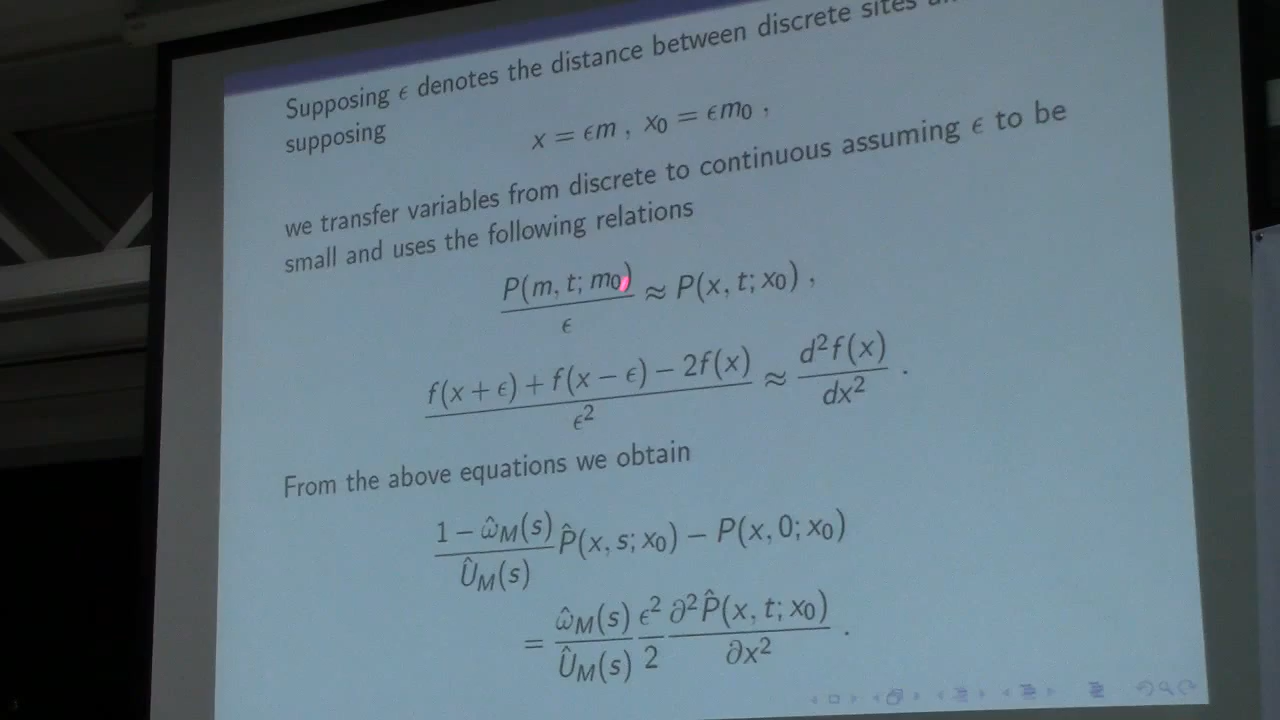 Supposing ϵ denotes the distance between discrete sites
supposing
x = ϵm , x₀ = ϵm₀ ,
we transfer variables from discrete to continuous assuming ϵ to be
small and uses the following relations
P(m, t; m₀) / ϵ ≈ P(x, t; x₀) ,
f(x + ϵ) + f(x − ϵ) − 2f(x) / ϵ² ≈ d²f(x) / dx² .
From the above equations we obtain
1 − ω̂_M(s) / Û_M(s) P̂(x, s; x₀) − P(x, 0; x₀)
= ω̂_M(s) / Û_M(s) ϵ² / 2 ∂²P̂(x, t; x₀) / ∂x² .